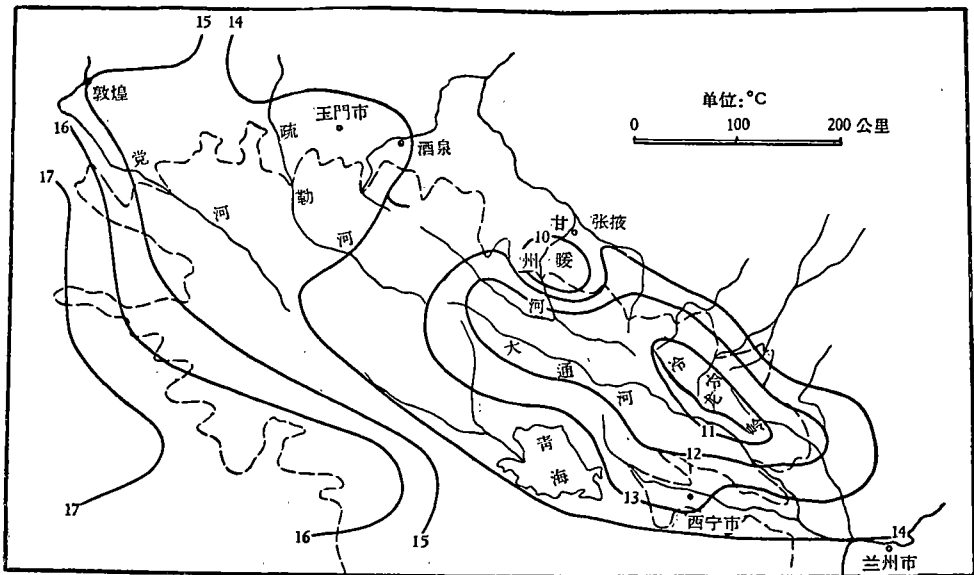 15 14
单位:°C
0 100 200 公里
敦煌
玉門市
疏勒河
酒泉
16
党河
17
甘州河
张掖
10
暖
大通河
冷
冷龙岭
11
12
青海
13
西宁市
14
兰州市
17
16
15